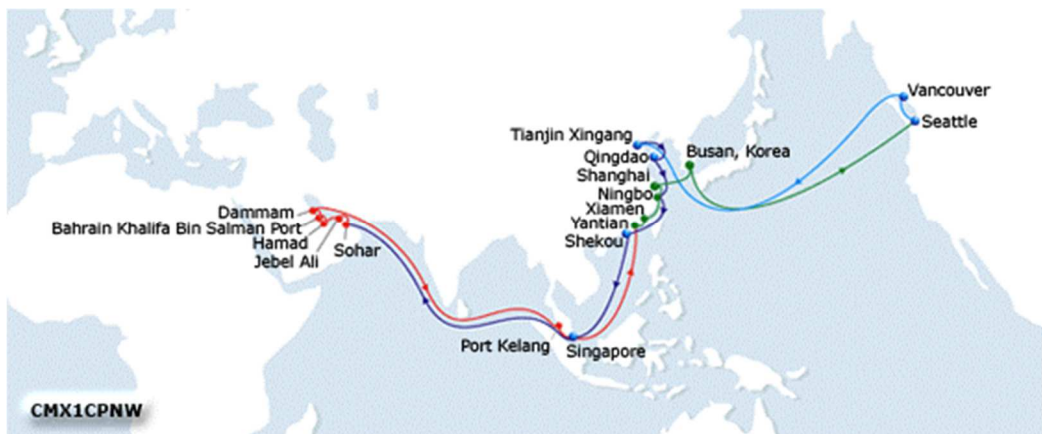 Vancouver
Seattle
Tianjin Xingang
Qingdao
Busan, Korea
Shanghai
Ningbo
Xiamen
Yantian
Shekou
Dammam
Bahrain Khalifa Bin Salman Port
Hamad
Jebel Ali
Sohar
Port Kelang
Singapore
CMX1CPNW